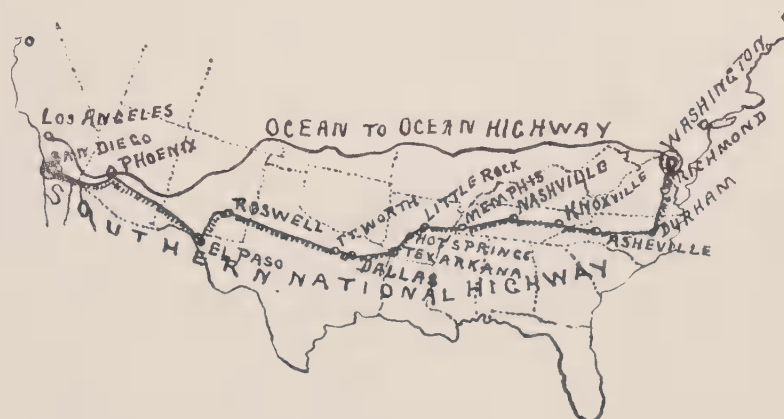 WASHINGTON
LOS ANGELES
OCEAN TO OCEAN HIGHWAY
SAN DIEGO
PHOENIX
RICHMOND
ROSWELL
FT. WORTH
LITTLE ROCK
MEMPHIS
NASHVILLE
KNOXVILLE
DURHAM
EL PASO
DALLAS
HOT SPRINGS
TEXARKANA
ASHEVILLE
SOUTHERN NATIONAL HIGHWAY